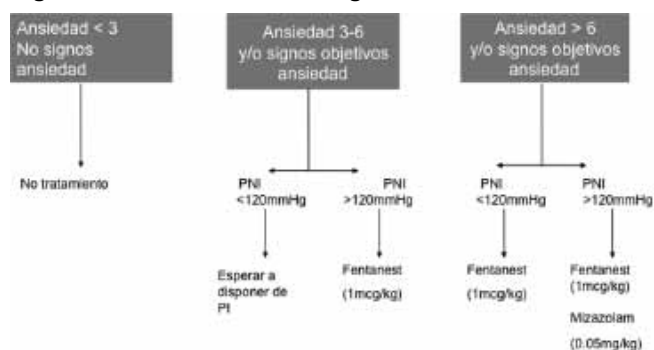 Ansiedad < 3
No signos
ansiedad
Ansiedad 3-6
y/o signos objetivos
ansiedad
Ansiedad > 6
y/o signos objetivos
ansiedad
No tratamiento
PNI
<120mmHg
PNI
>120mmHg
PNI
<120mmHg
PNI
>120mmHg
Esperar a
disponer de
PI
Fentanest
(1mcg/kg)
Fentanest
(1mcg/kg)
Fentanest
(1mcg/kg)
Mizazolam
(0.05mg/kg)